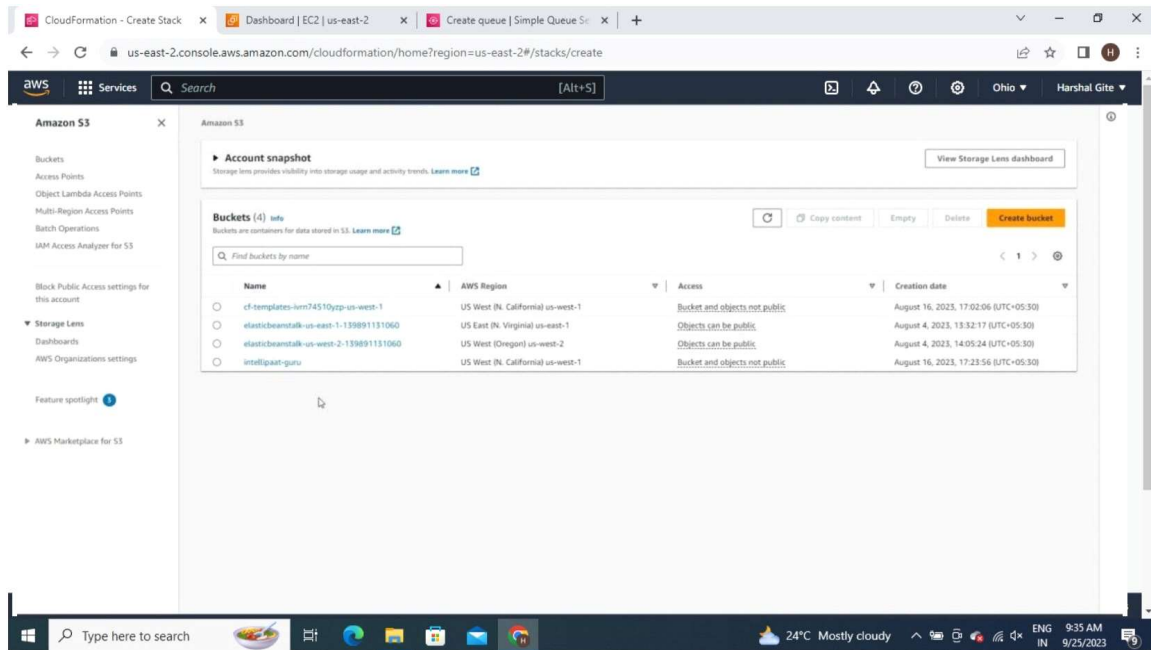 CloudFormation - Create Stack
Dashboard | EC2 | us-east-2
Create queue | Simple Queue Se
us-east-2.console.aws.amazon.com/cloudformation/home?region=us-east-2#/stacks/create
H
aws Services Search [Alt+S] Ohio Harshal Gite
Amazon S3
Buckets
Access Points
Object Lambda Access Points
Multi-Region Access Points
Batch Operations
IAM Access Analyzer for S3
Block Public Access settings for
this account
Storage Lens
Dashboards
AWS Organizations settings
Feature spotlight 3
AWS Marketplace for S3
Amazon S3
Account snapshot
Storage lens provides visibility into storage usage and activity trends. Learn more
View Storage Lens dashboard
Buckets (4) Info
Buckets are containers for data stored in S3. Learn more
Copy content Empty Delete Create bucket
Find buckets by name
1
Name AWS Region Access Creation date
cf-templates-ivrn74510yzp-us-west-1 US West (N. California) us-west-1 Bucket and objects not public August 16, 2023, 17:02:06 (UTC+05:30)
elasticbeanstalk-us-east-1-139891131060 US East (N. Virginia) us-east-1 Objects can be public August 4, 2023, 13:32:17 (UTC+05:30)
elasticbeanstalk-us-west-2-139891131060 US West (Oregon) us-west-2 Objects can be public August 4, 2023, 14:05:24 (UTC+05:30)
intellipaat-guru US West (N. California) us-west-1 Bucket and objects not public August 16, 2023, 17:23:56 (UTC+05:30)
Type here to search
24°C Mostly cloudy
ENG
IN
9:35 AM
9/25/2023
9